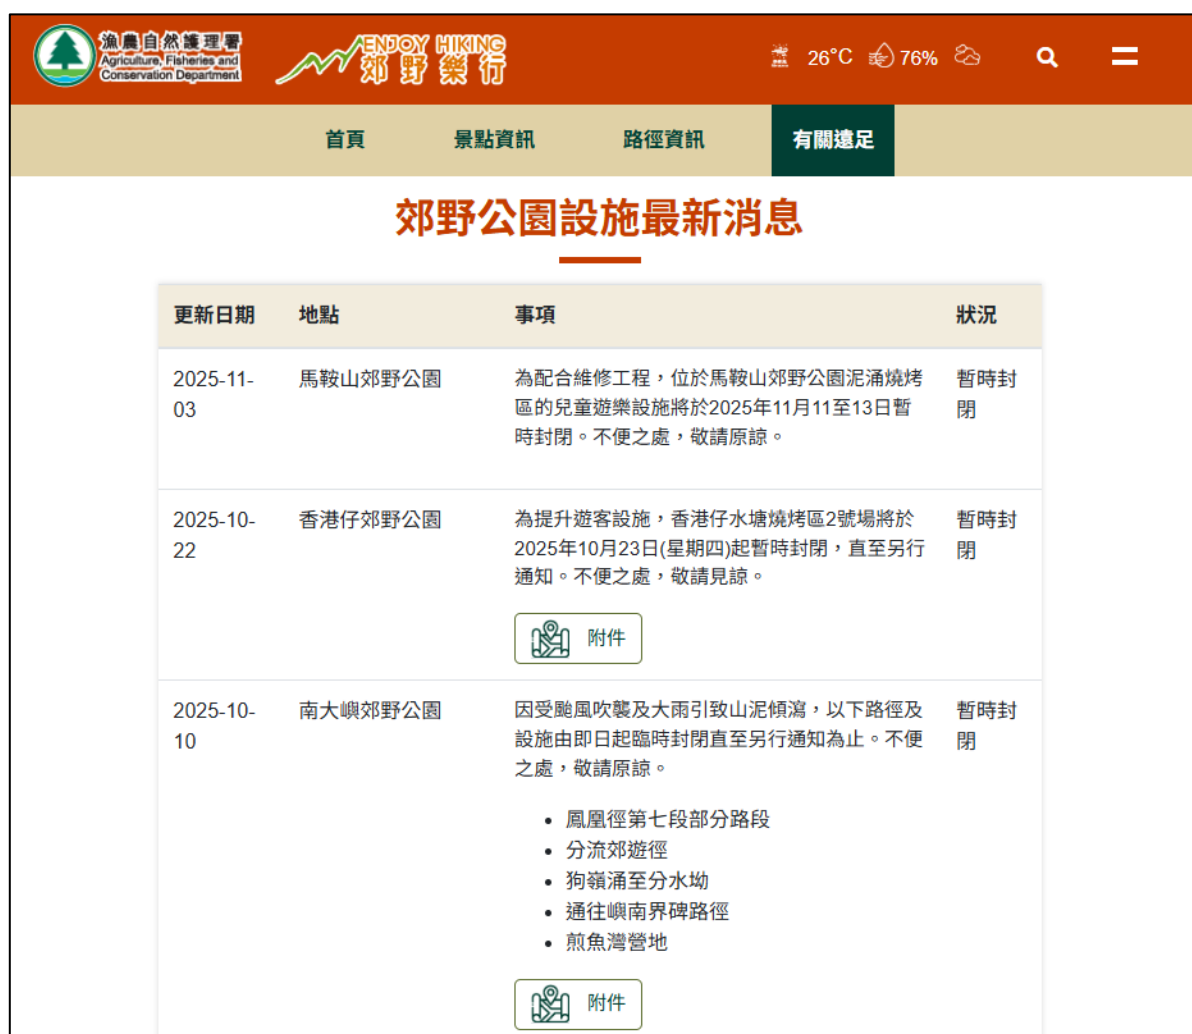 漁農自然護理署
Agriculture, Fisheries and
Conservation Department
ENJOY HIKING
郊野樂行
26°C 76%
首頁 景點資訊 路徑資訊 有關遠足
郊野公園設施最新消息
更新日期 地點 事項 狀況
2025-11-
03
馬鞍山郊野公園
為配合維修工程，位於馬鞍山郊野公園泥涌燒烤
區的兒童遊樂設施將於2025年11月11至13日暫
時封閉。不便之處，敬請原諒。
暫時封
閉
2025-10-
22
香港仔郊野公園
為提升遊客設施，香港仔水塘燒烤區2號場將於
2025年10月23日(星期四)起暫時封閉，直至另行
通知。不便之處，敬請見諒。
附件
暫時封
閉
2025-10-
10
南大嶼郊野公園
因受颱風吹襲及大雨引致山泥傾瀉，以下路徑及
設施由即日起臨時封閉直至另行通知為止。不便
之處，敬請原諒。
• 鳳凰徑第七段部分路段
• 分流郊遊徑
• 狗嶺涌至分水坳
• 通往嶼南界碑路徑
• 煎魚灣營地
附件
暫時封
閉